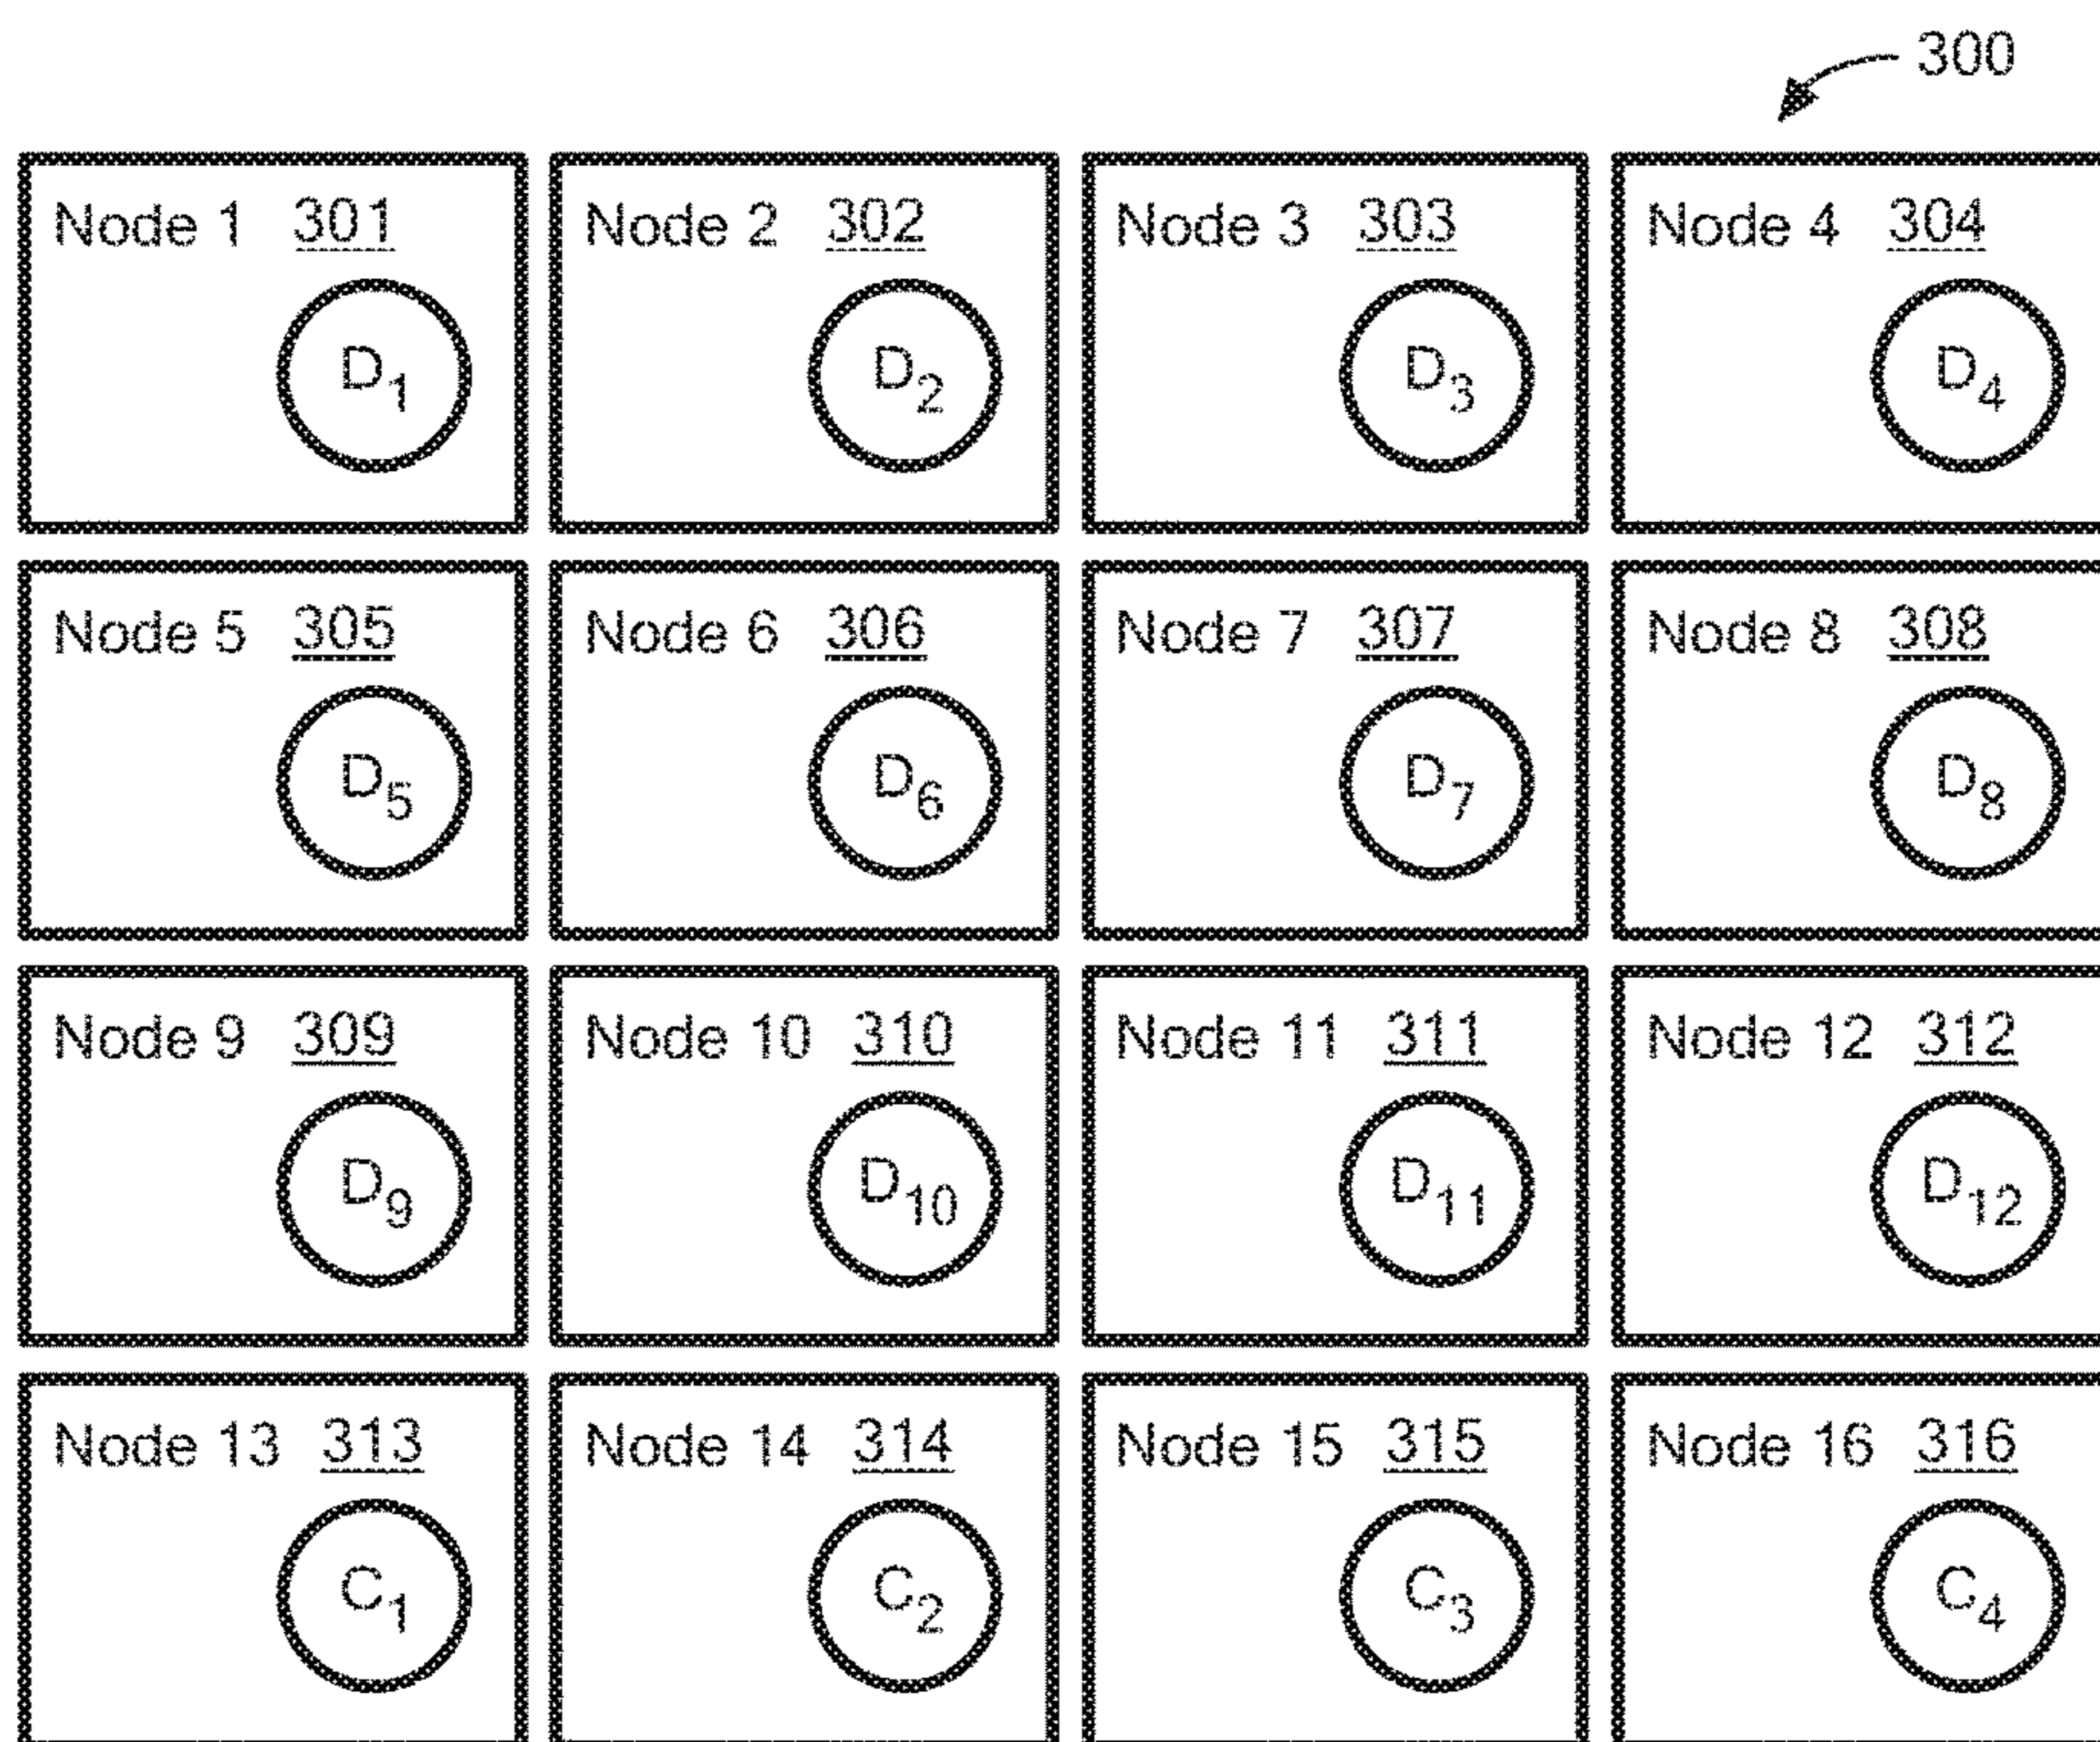 300
Node 1 301 Node 2 302 Node 3 303 Node 4 304
D1 D2 D3 D4
Node 5 305 Node 6 306 Node 7 307 Node 8 308
D5 D6 D7 D8
Node 9 309 Node 10 310 Node 11 311 Node 12 312
D9 D10 D11 D12
Node 13 313 Node 14 314 Node 15 315 Node 16 316
C1 C2 C3 C4